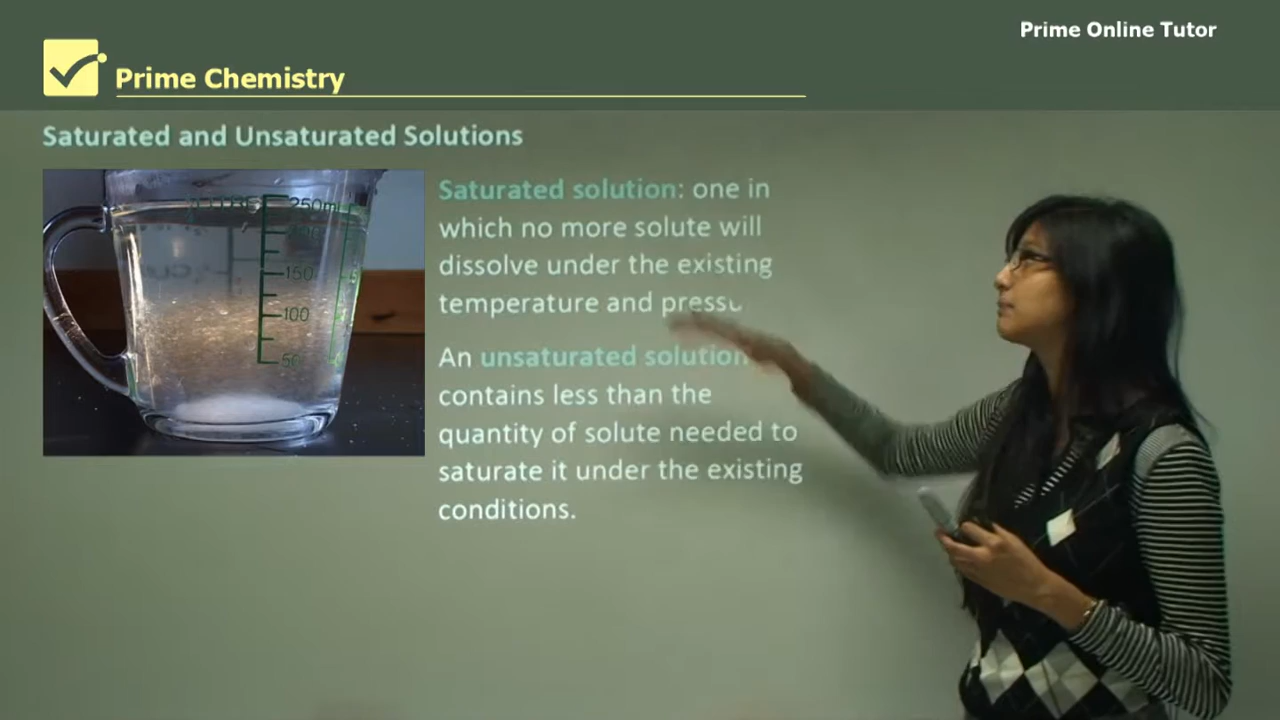 Prime Online Tutor
Prime Chemistry
Saturated and Unsaturated Solutions
Saturated solution: one in
which no more solute will
dissolve under the existing
temperature and
An unsaturated solution
contains less than the
quantity of solute needed to
saturate it under the existing
conditions.
250ml
150
100
50